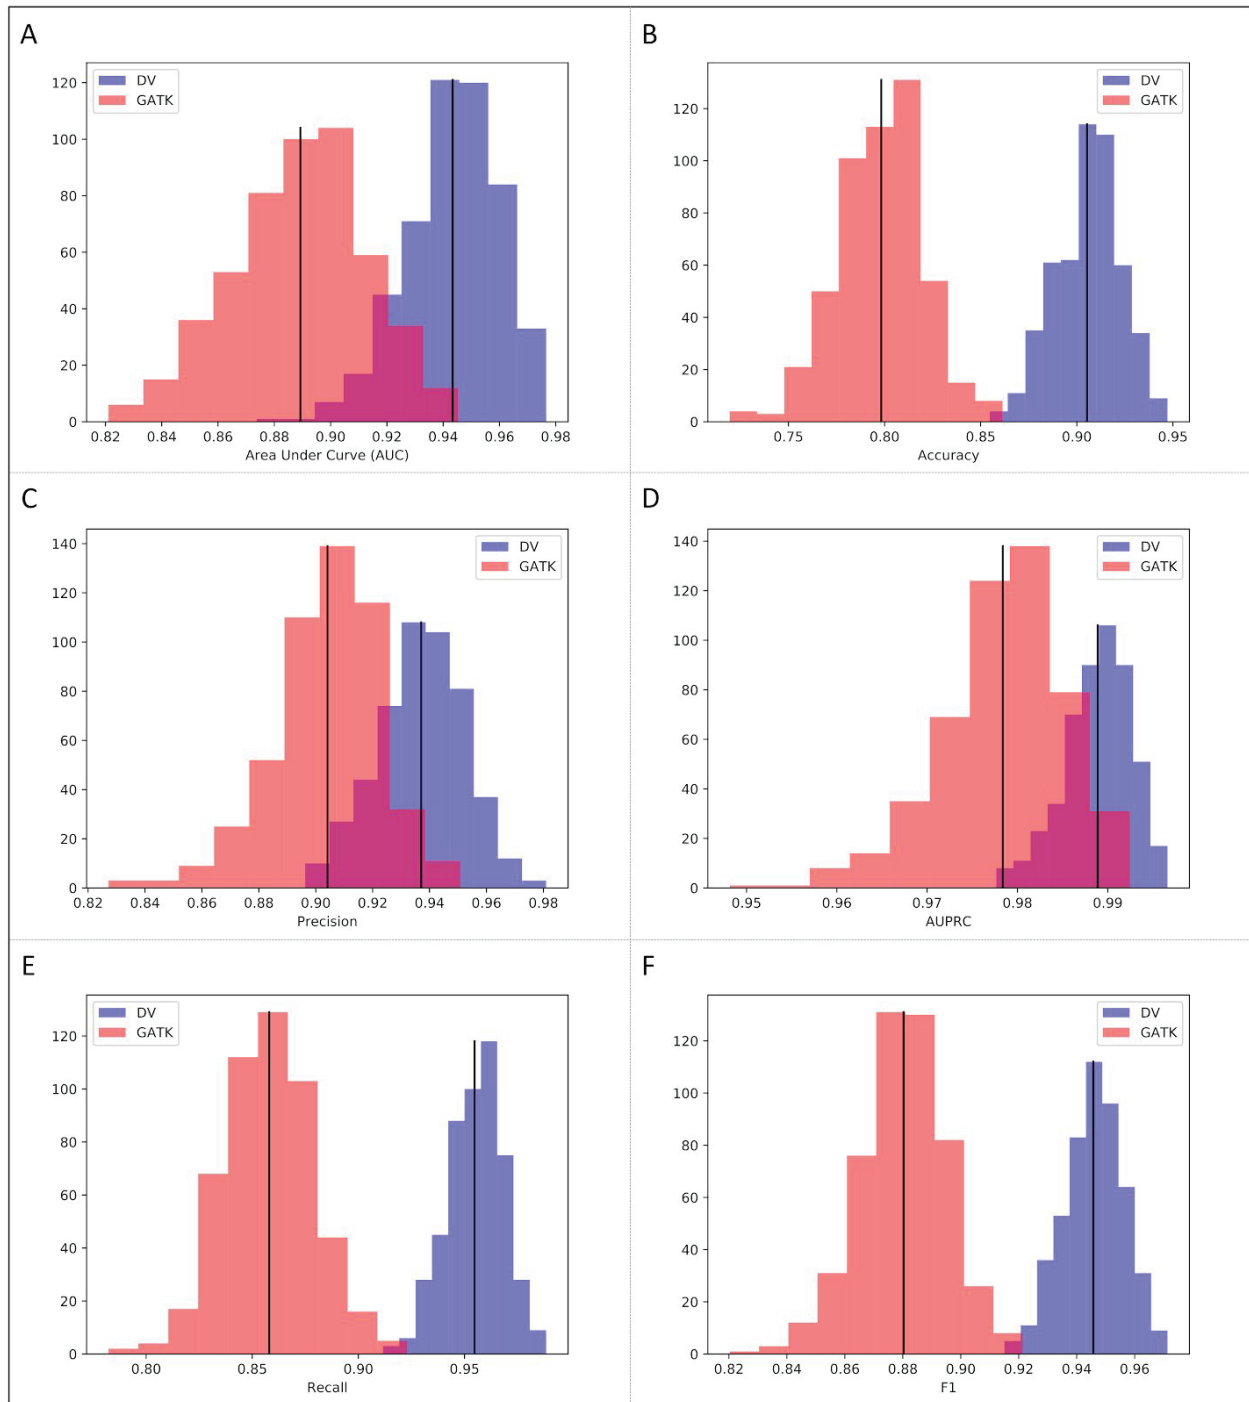 A
DV
GATK
120
100
80
60
40
20
0
0.82 0.84 0.86 0.88 0.90 0.92 0.94 0.96 0.98
Area Under Curve (AUC)
B
DV
GATK
120
100
80
60
40
20
0
0.75 0.80 0.85 0.90 0.95
Accuracy
C
DV
GATK
140
120
100
80
60
40
20
0
0.82 0.84 0.86 0.88 0.90 0.92 0.94 0.96 0.98
Precision
D
DV
GATK
140
120
100
80
60
40
20
0
0.95 0.96 0.97 0.98 0.99
AUPRC
E
DV
GATK
120
100
80
60
40
20
0
0.80 0.85 0.90 0.95
Recall
F
DV
GATK
120
100
80
60
40
20
0
0.82 0.84 0.86 0.88 0.90 0.92 0.94 0.96
F1